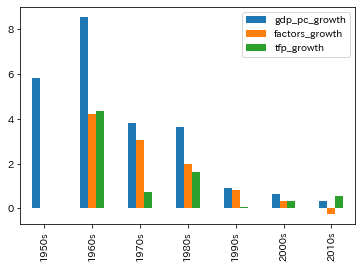 gdp_pc_growth
factors_growth
tfp_growth
8
6
4
2
0
1950s
1960s
1970s
1980s
1990s
2000s
2010s